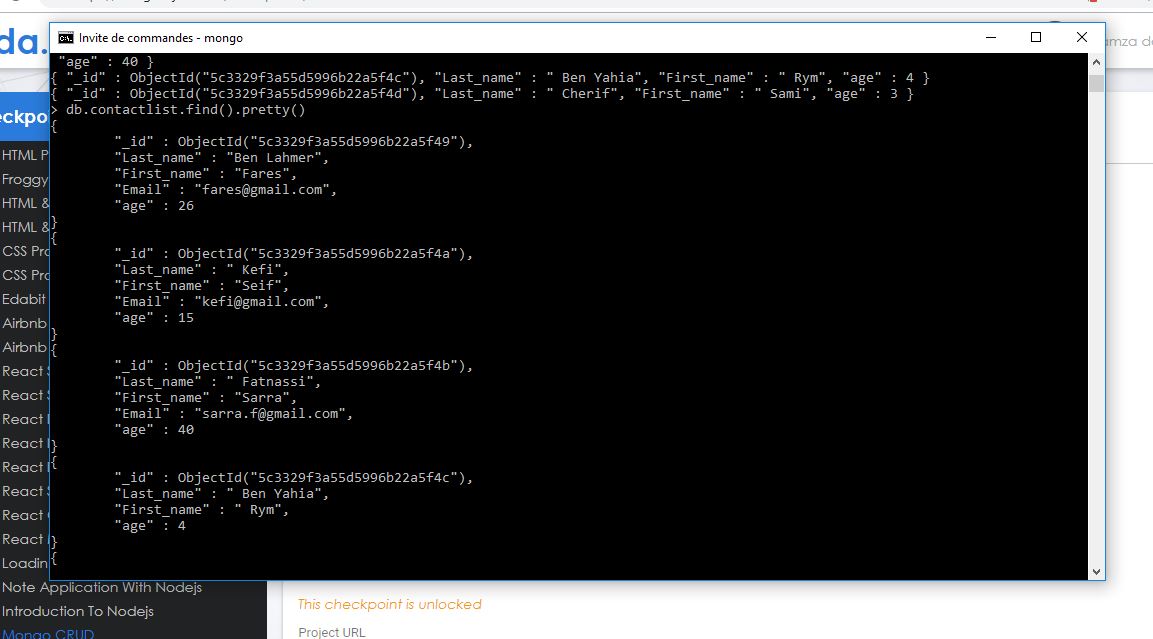 da.
Invite de commandes - mongo
amza d
"age" : 40 }
{ "_id" : ObjectId("5c3329f3a55d5996b22a5f4c"), "Last_name" : " Ben Yahia", "First_name" : " Rym", "age" : 4 }
{ "_id" : ObjectId("5c3329f3a55d5996b22a5f4d"), "Last_name" : " Cherif", "First_name" : " Sami", "age" : 3 }
> db.contactlist.find().pretty()
{
"_id" : ObjectId("5c3329f3a55d5996b22a5f49"),
"Last_name" : "Ben Lahmer",
"First_name" : "Fares",
"Email" : "fares@gmail.com",
"age" : 26
}
{
"_id" : ObjectId("5c3329f3a55d5996b22a5f4a"),
"Last_name" : " Kefi",
"First_name" : "Seif",
"Email" : "kefi@gmail.com",
"age" : 15
}
{
"_id" : ObjectId("5c3329f3a55d5996b22a5f4b"),
"Last_name" : " Fatnassi",
"First_name" : "Sarra",
"Email" : "sarra.f@gmail.com",
"age" : 40
}
{
"_id" : ObjectId("5c3329f3a55d5996b22a5f4c"),
"Last_name" : " Ben Yahia",
"First_name" : " Rym",
"age" : 4
}
{
eckpo
HTML P
Froggy
HTML &
HTML &
CSS Pro
CSS Pro
Edabit
Airbnb
Airbnb
React
React
React
React
React
React
React
React
Loadin
Note Application With Nodejs
Introduction To Nodejs
Mongo CRUD
This checkpoint is unlocked
Project URL